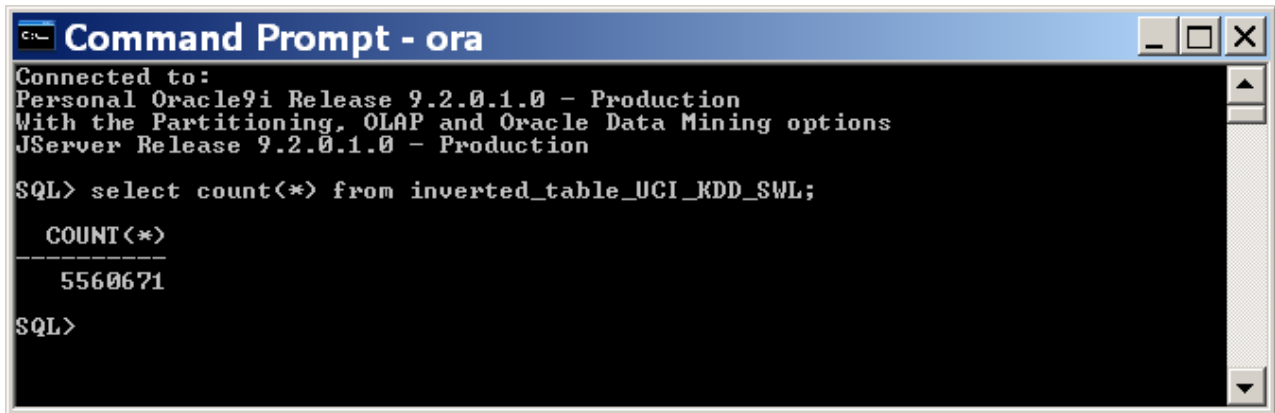 Command Prompt - ora
Connected to:
Personal Oracle9i Release 9.2.0.1.0 - Production
With the Partitioning, OLAP and Oracle Data Mining options
JServer Release 9.2.0.1.0 - Production
SQL> select count(*) from inverted_table_UCI_KDD_SWL;
COUNT(*)
----------
5560671
SQL>